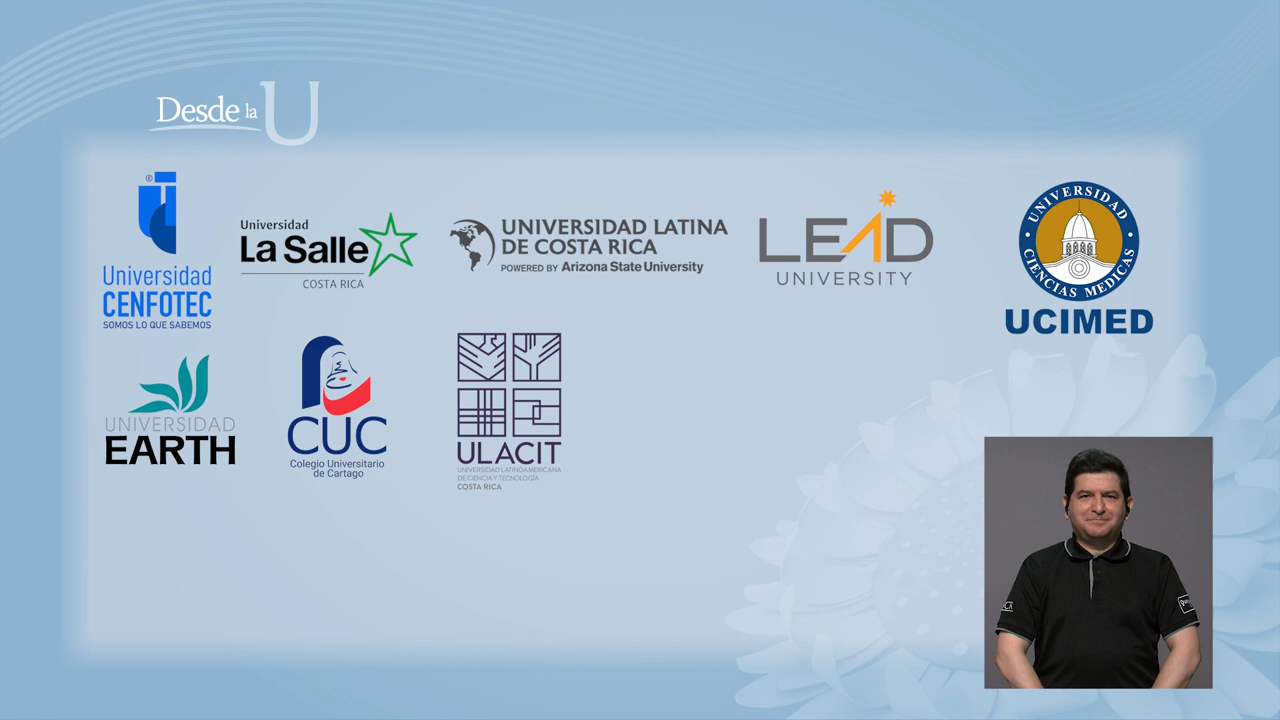 Desde la U
®
Universidad
CENFOTEC
SOMOS LO QUE SABEMOS
Universidad
La Salle
COSTA RICA
UNIVERSIDAD LATINA
DE COSTA RICA
POWERED BY Arizona State University
LEAD
UNIVERSITY
UNIVERSIDAD
CIENCIAS MEDICAS
UCIMED
UNIVERSIDAD
EARTH
CUC
Colegio Universitario
de Cartago
ULACIT
UNIVERSIDAD LATINOAMERICANA
DE CIENCIA Y TECNOLOGÍA
COSTA RICA